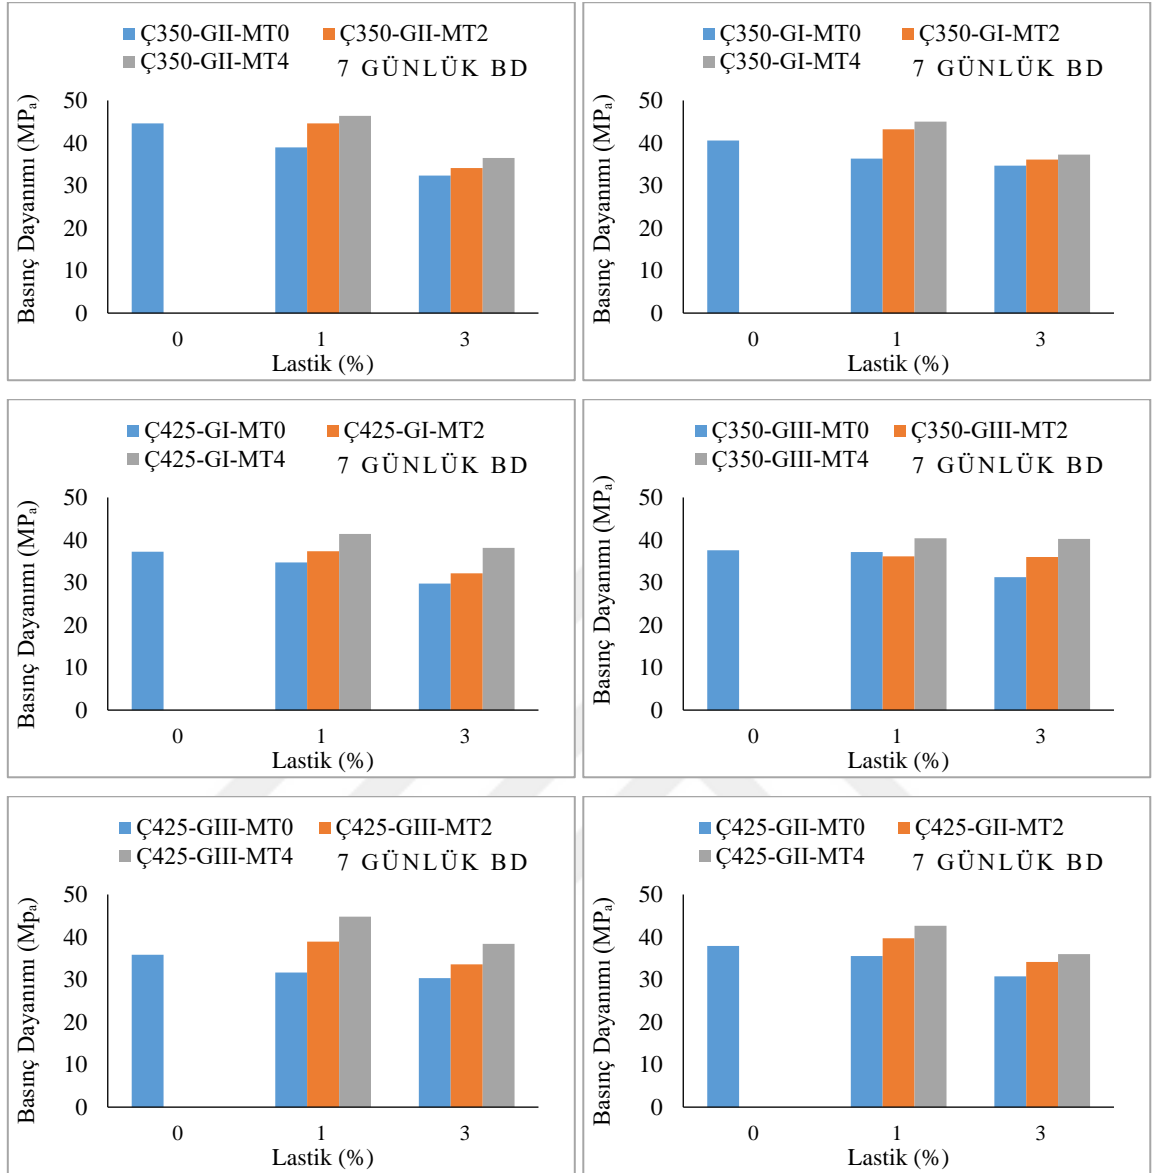 Ç350-GII-MT0 Ç350-GII-MT2
Ç350-GII-MT4 7 GÜNLÜK BD
Basınç Dayanımı (MPa)
50
40
30
20
10
0
0 1 3
Lastik (%)
Ç350-GI-MT0 Ç350-GI-MT2
Ç350-GI-MT4 7 GÜNLÜK BD
Basınç Dayanımı (MPa)
50
40
30
20
10
0
0 1 3
Lastik (%)
Ç425-GI-MT0 Ç425-GI-MT2
Ç425-GI-MT4 7 GÜNLÜK BD
Basınç Dayanımı (MPa)
50
40
30
20
10
0
0 1 3
Lastik (%)
Ç350-GIII-MT0 Ç350-GIII-MT2
Ç350-GIII-MT4 7 GÜNLÜK BD
Basınç Dayanımı (MPa)
50
40
30
20
10
0
0 1 3
Lastik (%)
Ç425-GIII-MT0 Ç425-GIII-MT2
Ç425-GIII-MT4 7 GÜNLÜK BD
Basınç Dayanımı (Mpa)
50
40
30
20
10
0
0 1 3
Lastik (%)
Ç425-GII-MT0 Ç425-GII-MT2
Ç425-GII-MT4 7 GÜNLÜK BD
Basınç Dayanımı (MPa)
50
40
30
20
10
0
0 1 3
Lastik (%)